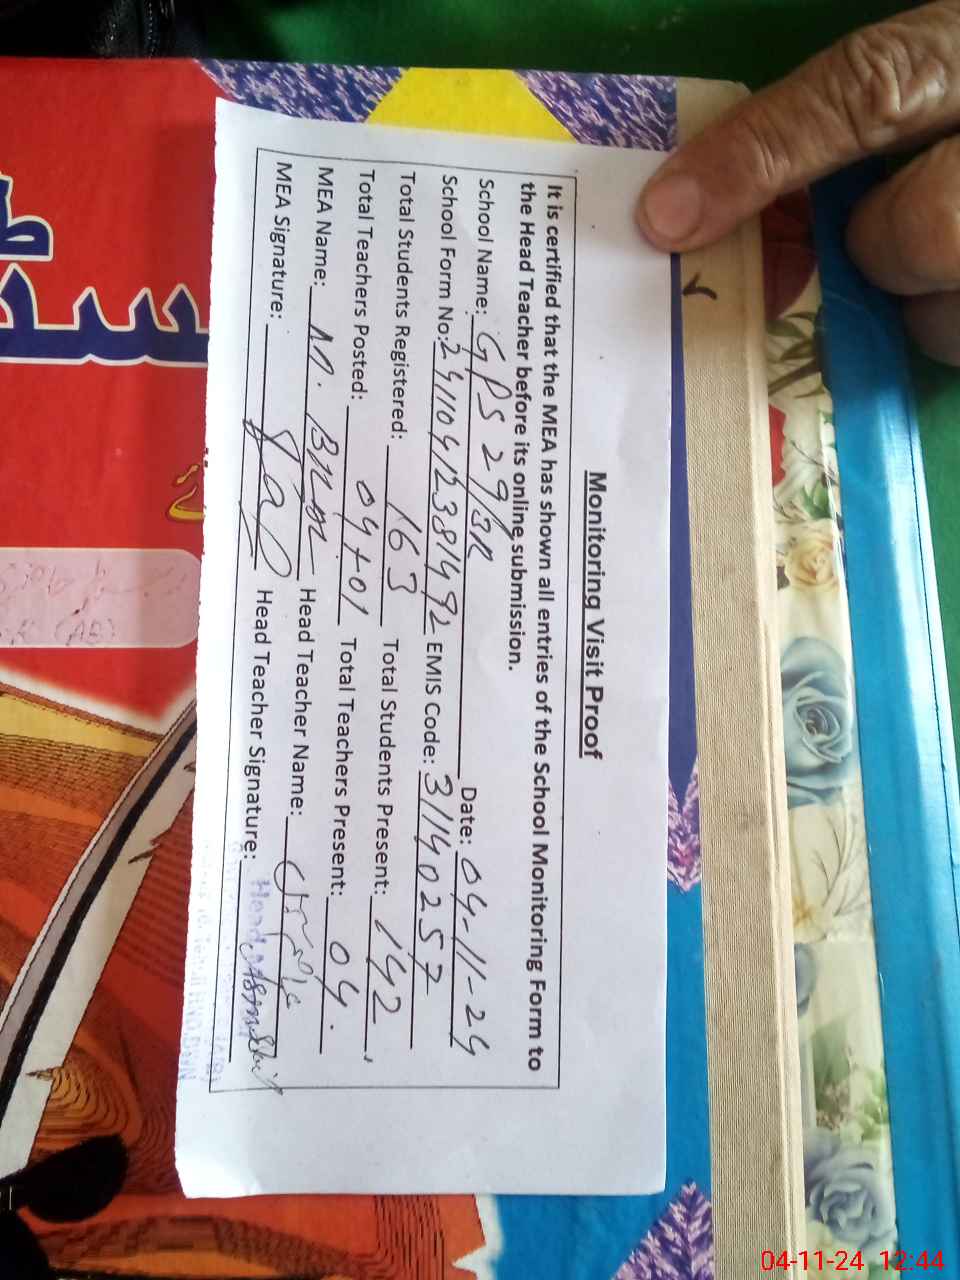 Monitoring Visit Proof
It is certified that the MEA has shown all entries of the School Monitoring Form to
the Head Teacher before its online submission.
School Name: GPS 29/3R Date: 04-11-24
School Form No: 24110412381492 EMIS Code: 31140257
Total Students Registered: 163 Total Students Present: 142
Total Teachers Posted: 04+01 Total Teachers Present: 04
MEA Name: Head Teacher Name:
MEA Signature: Head Teacher Signature:
04-11-24 12:44